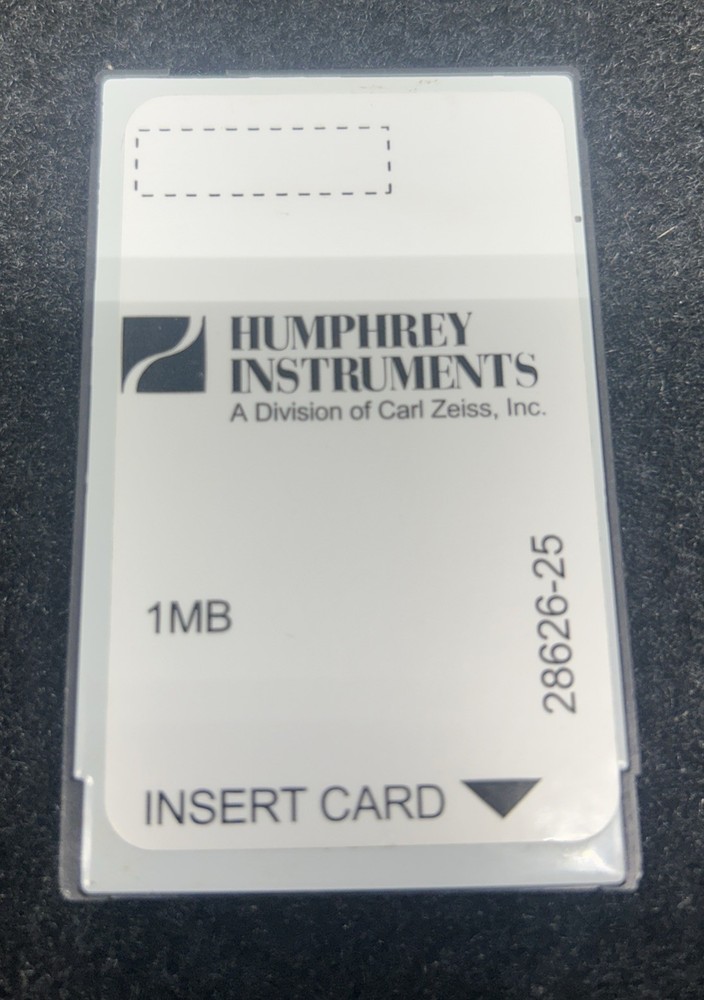 HUMPHREY
INSTRUMENTS
A Division of Carl Zeiss, Inc.
1MB
28626-25
INSERT CARD